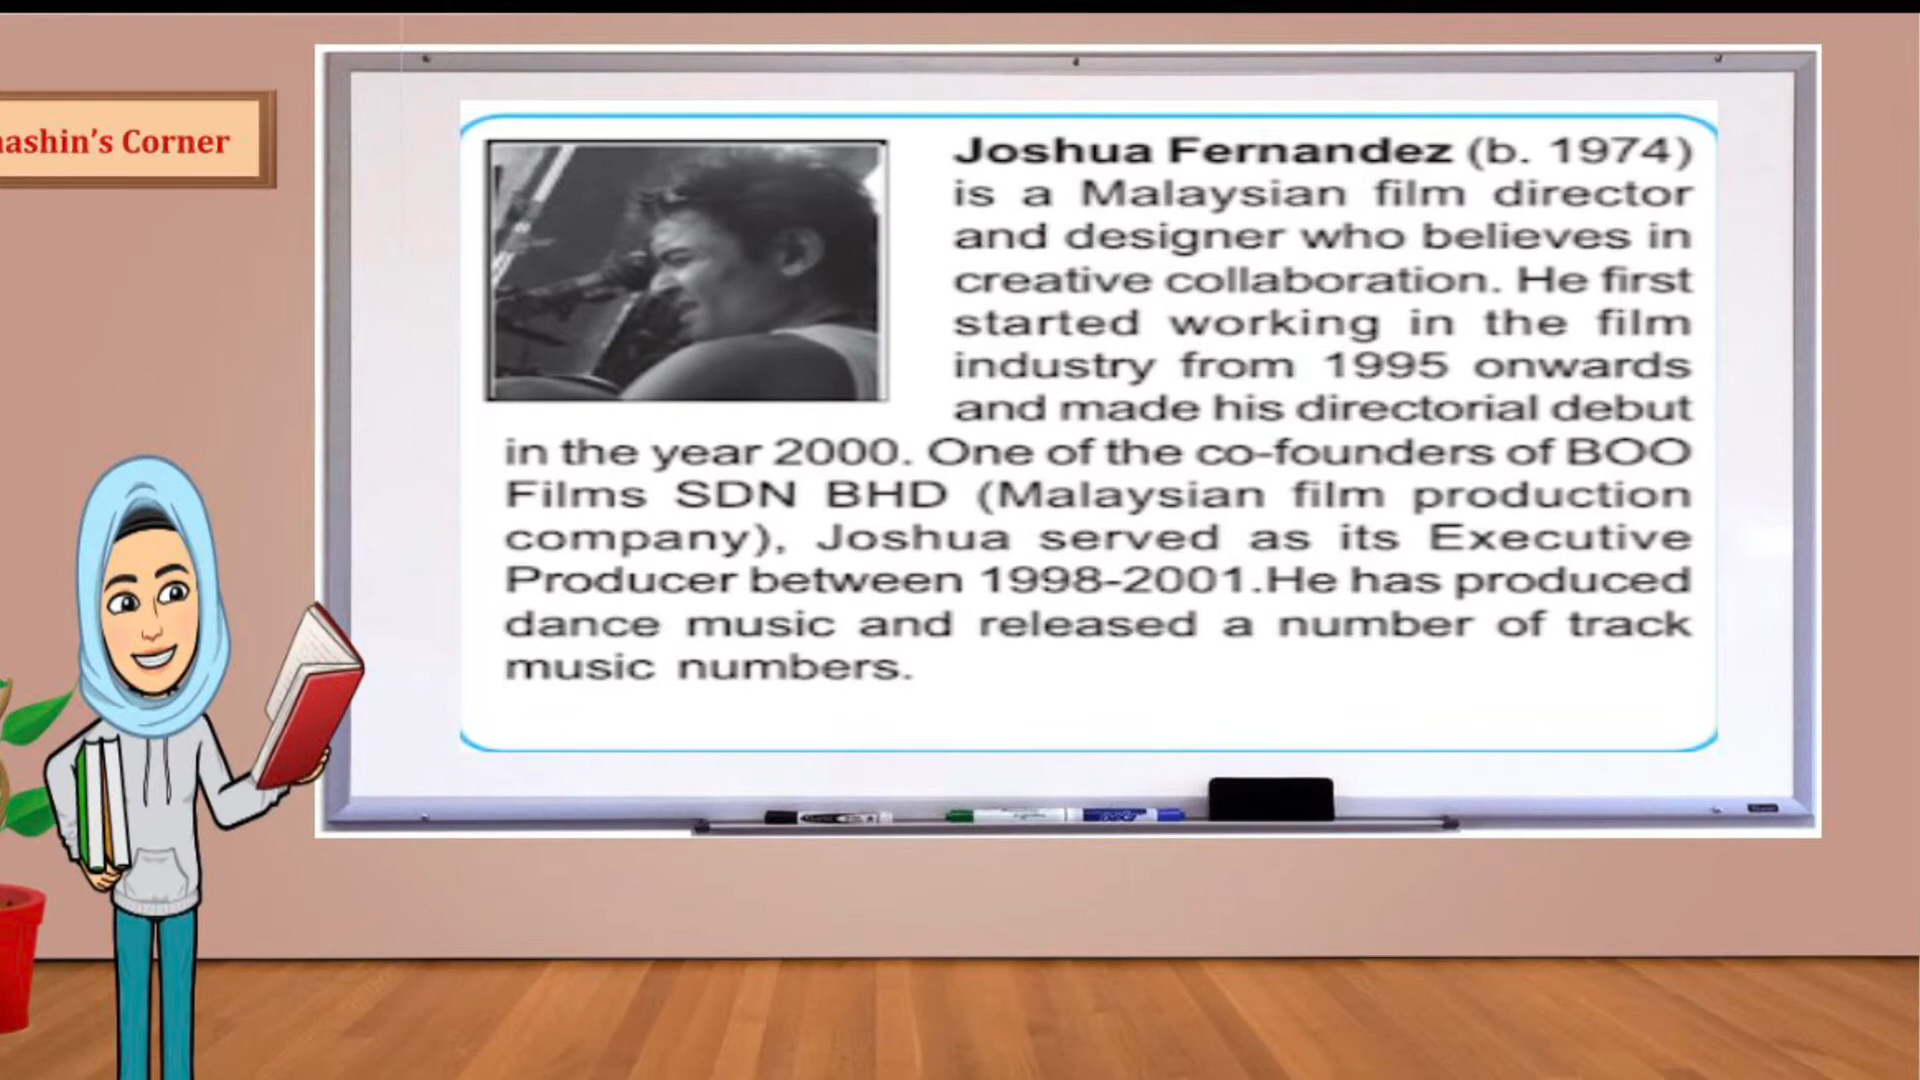 Corner
Joshua Fernandez (b. 1974)
is a Malaysian film director
and designer who believes in
creative collaboration. He first
started working in the film
industry from 1995 onwards
and made his directorial debut
in the year 2000. One of the co-founders of BOO
Films SDN BHD (Malaysian film production
company), Joshua served as its Executive
Producer between 1998-2001.He has produced
dance music and released a number of track
music numbers.